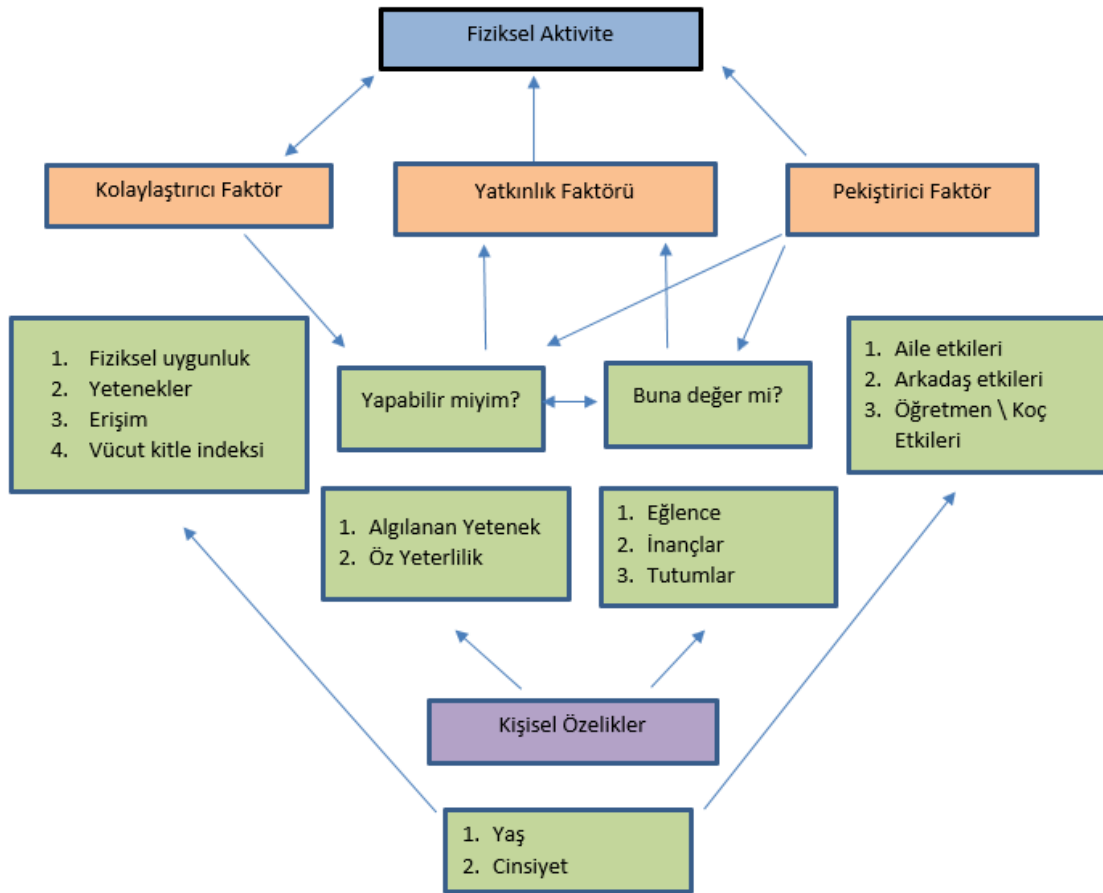 Fiziksel Aktivite
Kolaylaştırıcı Faktör
Yatkınlık Faktörü
Pekiştirici Faktör
1. Fiziksel uygunluk
2. Yetenekler
3. Erişim
4. Vücut kitle indeksi
Yapabilir miyim?
Buna değer mi?
1. Aile etkileri
2. Arkadaş etkileri
3. Öğretmen \ Koç
Etkileri
1. Algılanan Yetenek
2. Öz Yeterlilik
1. Eğlence
2. İnançlar
3. Tutumlar
Kişisel Özelikler
1. Yaş
2. Cinsiyet